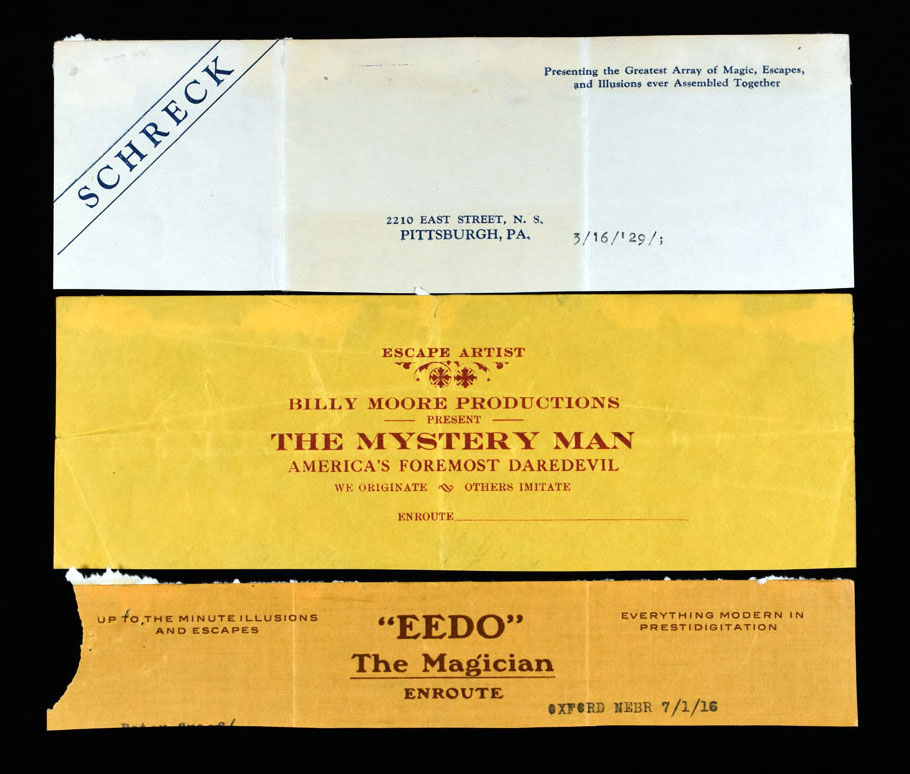 SCHRECK
Presenting the Greatest Array of Magic, Escapes,
and Illusions ever Assembled Together
2210 EAST STREET, N. S.
PITTSBURGH, PA.
3/16/'29/;
ESCAPE ARTIST
BILLY MOORE PRODUCTIONS
PRESENT
THE MYSTERY MAN
AMERICA'S FOREMOST DAREDEVIL
WE ORIGINATE OTHERS IMITATE
ENROUTE
UP TO THE MINUTE ILLUSIONS
AND ESCAPES
"EEDO"
The Magician
ENROUTE
EVERYTHING MODERN IN
PRESTIDIGITATION
OXFORD NEBR 7/1/16